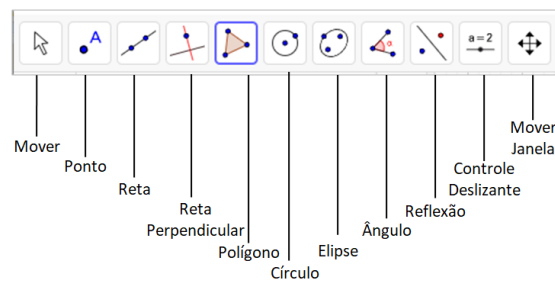 A
α
a = 2
Mover
Ponto
Reta
Reta
Perpendicular
Polígono
Círculo
Elipse
Ângulo
Reflexão
Controle
Deslizante
Mover
Janela